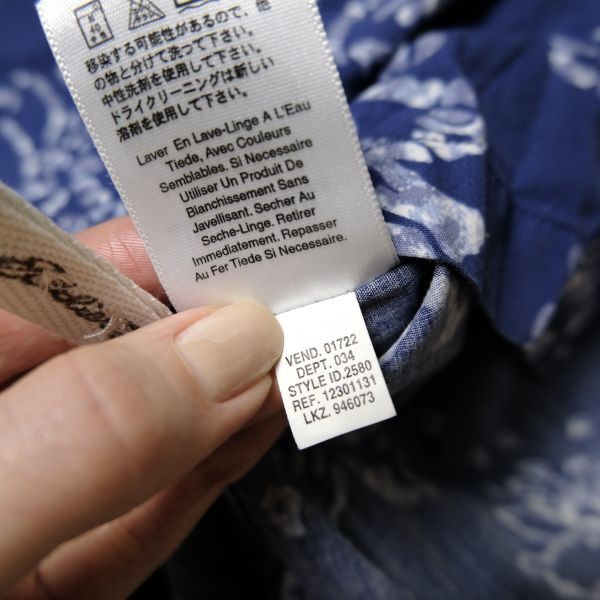 移染する可能性があるので、他
の物と分けて洗って下さい。
中性洗剤を使用して下さい。
ドライクリーニングは新しい
溶剤を使用して下さい。
Laver En Lave-Linge A L'Eau
Tiede, Avec Couleurs
Semblables. Si Necessaire
Utiliser Un Produit De
Blanchissement Sans
Javellisant. Secher Au
Seche-Linge. Retirer
Immediatement. Repasser
Au Fer Tiede Si Necessaire.
VEND. 01722
DEPT. 034
STYLE ID.2580
REF. 12301131
LKZ. 946073